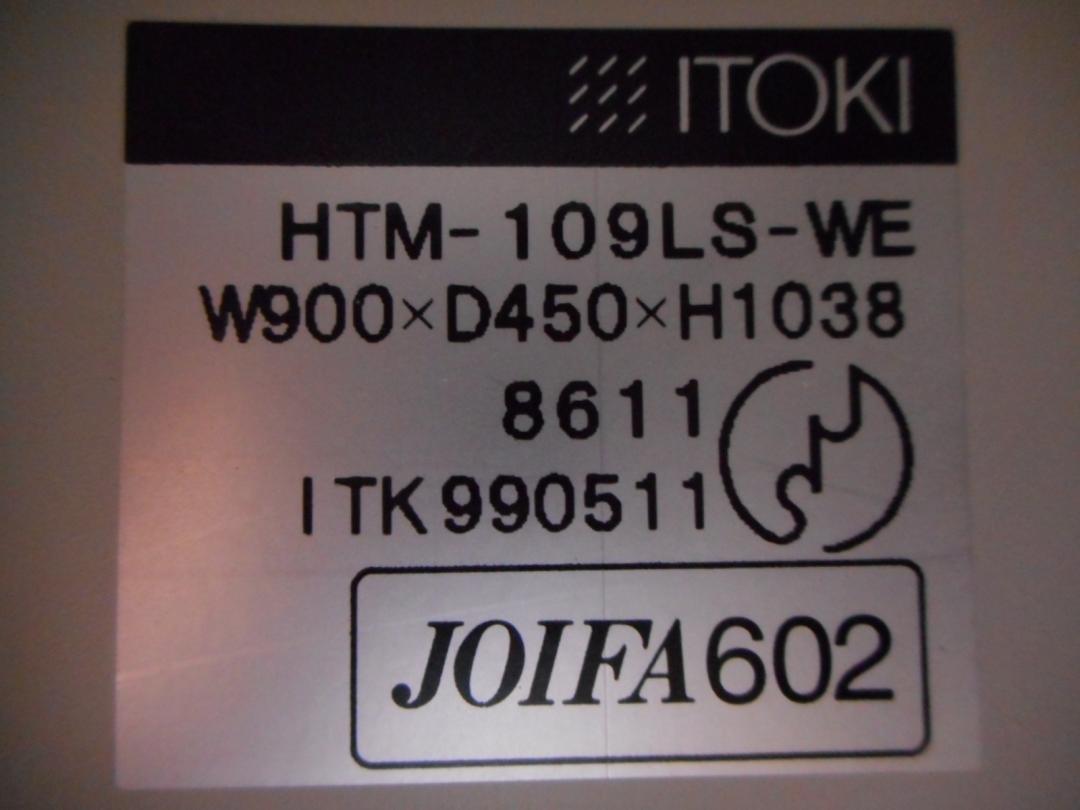 ITOKI
HTM-109LS-WE
W900×D450×H1038
8611
ITK990511
JOIFA602